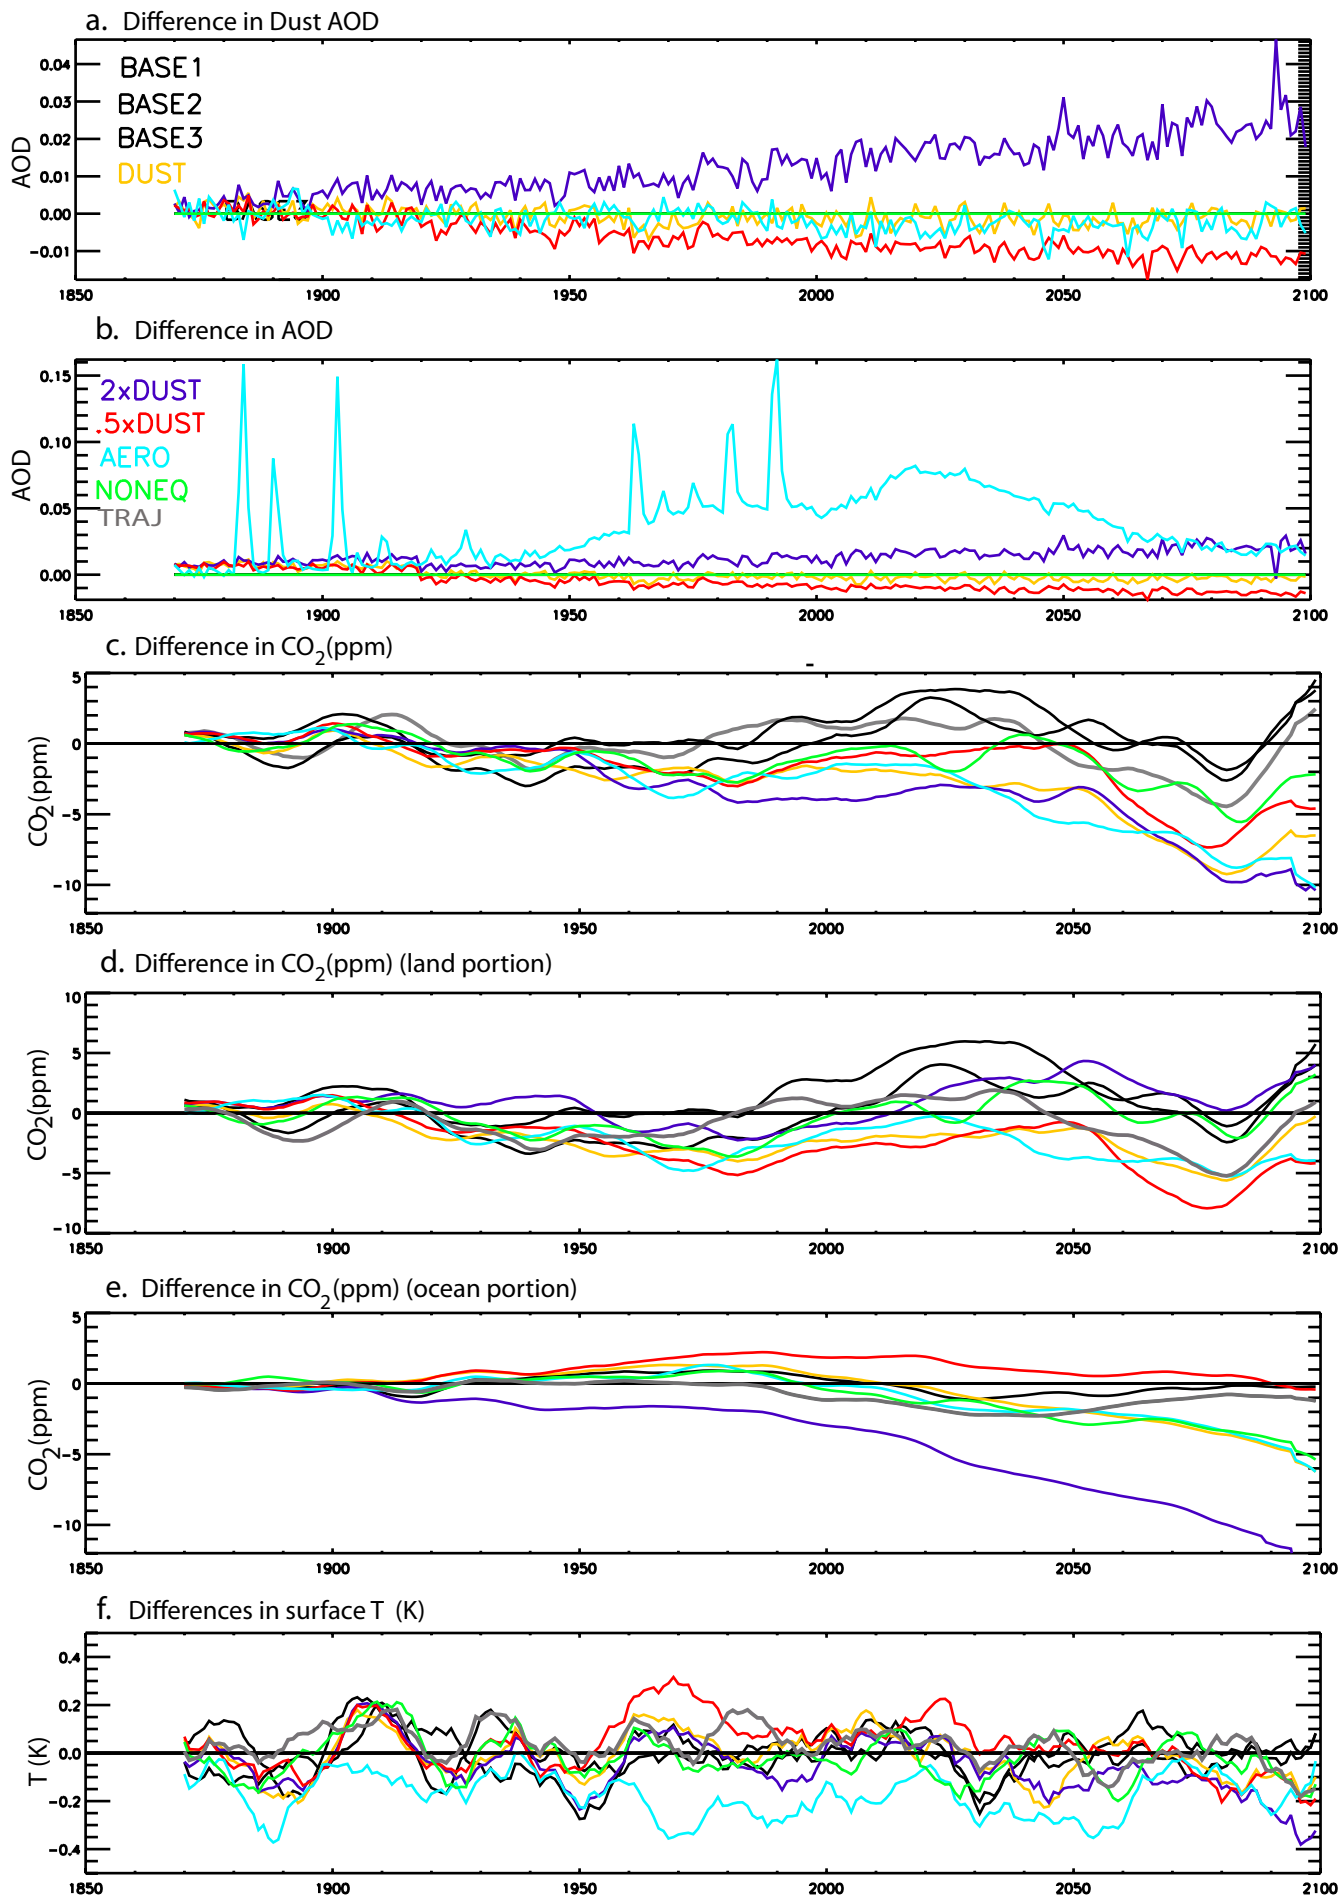 a. Difference in Dust AOD
AOD
0.04
0.03
0.02
0.01
0.00
−0.01
BASE1
BASE2
BASE3
DUST
1850 1900 1950 2000 2050 2100
b. Difference in AOD
AOD
0.15
0.10
0.05
0.00
2xDUST
.5xDUST
AERO
NONEQ
TRAJ
1850 1900 1950 2000 2050 2100
c. Difference in CO2(ppm)
CO2(ppm)
5
0
−5
−10
1850 1900 1950 2000 2050 2100
d. Difference in CO2(ppm) (land portion)
CO2(ppm)
10
5
0
−5
−10
1850 1900 1950 2000 2050 2100
e. Difference in CO2(ppm) (ocean portion)
CO2(ppm)
5
0
−5
−10
1850 1900 1950 2000 2050 2100
f. Differences in surface T (K)
T (K)
0.4
0.2
0.0
−0.2
−0.4
1850 1900 1950 2000 2050 2100